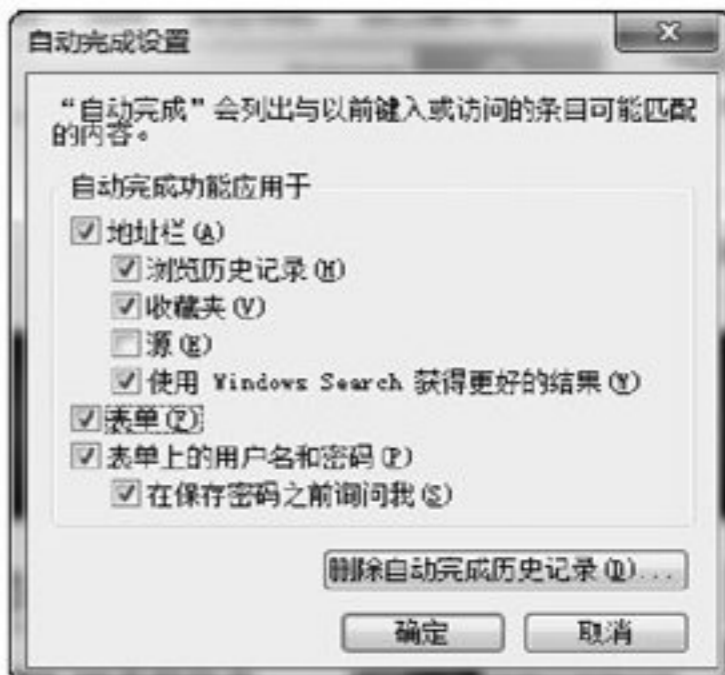 自动完成设置
“自动完成”会列出与以前键入或访问的条目可能匹配
的内容。
自动完成功能应用于
地址栏(A)
浏览历史记录(H)
收藏夹(V)
源(E)
使用 Windows Search 获得更好的结果(Y)
表单(F)
表单上的用户名和密码(P)
在保存密码之前询问我(S)
删除自动完成历史记录(D)...
确定
取消